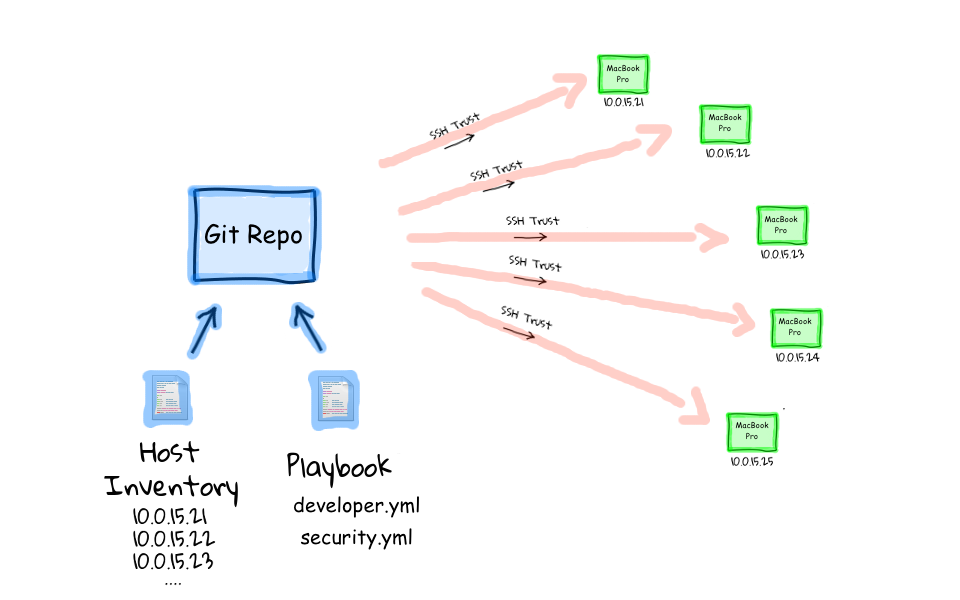 MacBook
Pro
10.0.15.21
SSH Trust
MacBook
Pro
10.0.15.22
SSH Trust
Git Repo
SSH Trust
MacBook
Pro
10.0.15.23
SSH Trust
MacBook
Pro
10.0.15.24
SSH Trust
MacBook
Pro
10.0.15.25
Host
Inventory
10.0.15.21
10.0.15.22
10.0.15.23
....
Playbook
developer.yml
security.yml